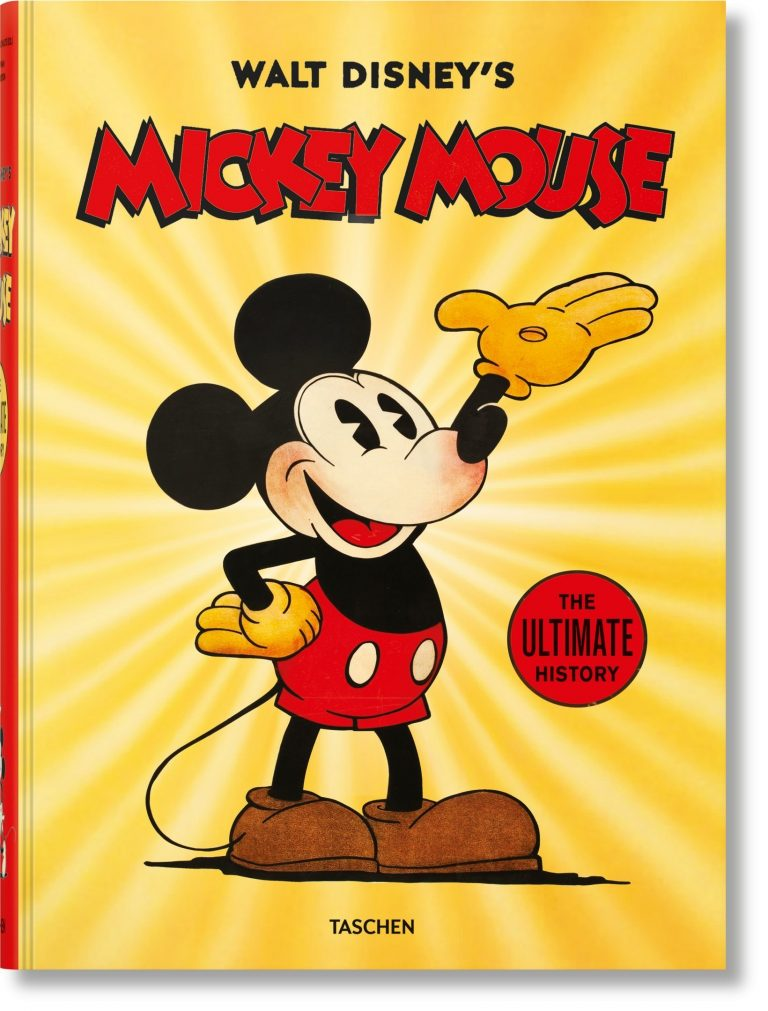 WALT DISNEY'S
MICKEY MOUSE
THE
ULTIMATE
HISTORY
TASCHEN